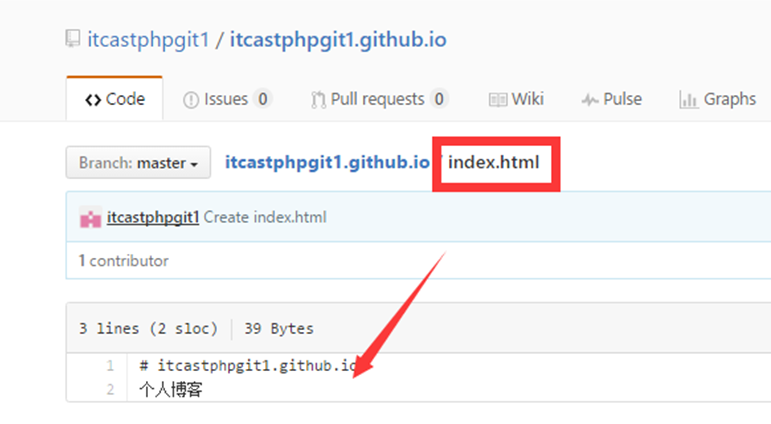 itcastphpgit1 / itcastphpgit1.github.io
Code Issues 0 Pull requests 0 Wiki Pulse Graphs
Branch: master itcastphpgit1.github.io / index.html
itcastphpgit1 Create index.html
1 contributor
3 lines (2 sloc) 39 Bytes
1 # itcastphpgit1.github.io
2 个人博客